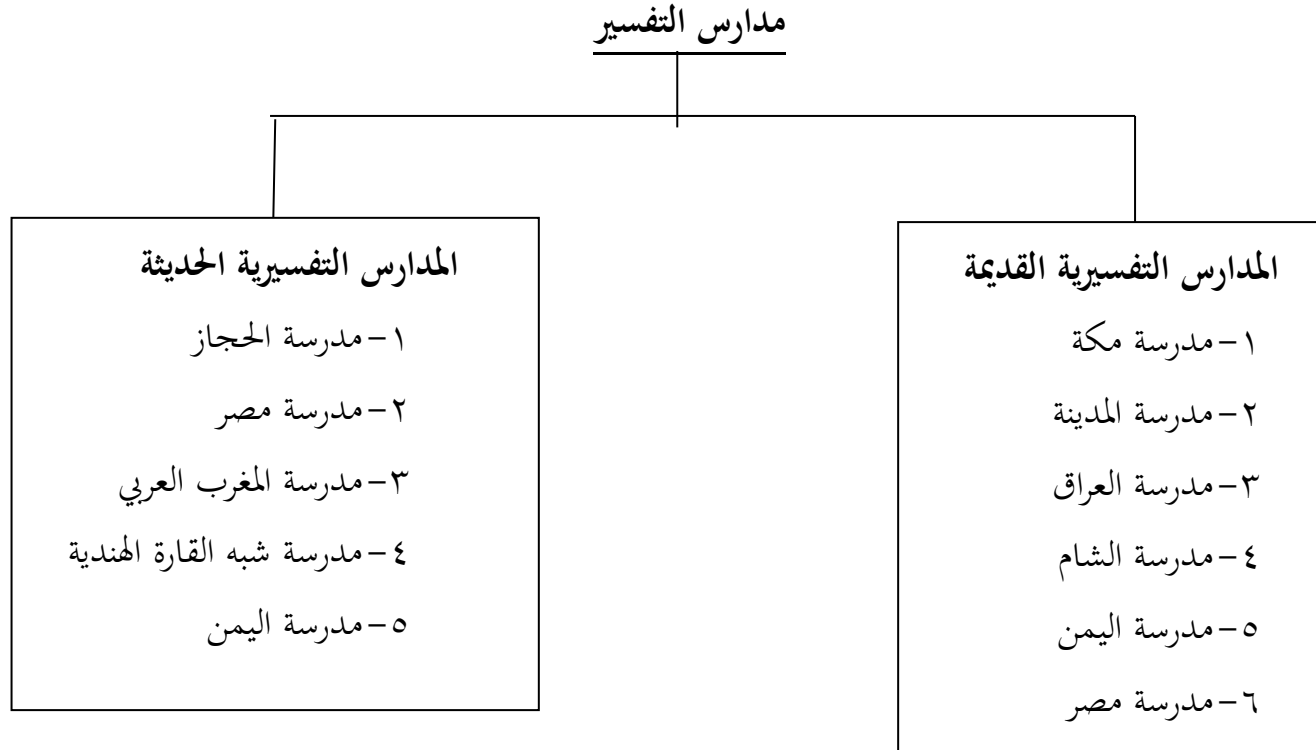 مدارس التفسير
المدارس التفسيرية القديمة
١-مدرسة مكة
٢-مدرسة المدينة
٣-مدرسة العراق
٤-مدرسة الشام
٥-مدرسة اليمن
٦-مدرسة مصر
المدارس التفسيرية الحديثة
١-مدرسة الحجاز
٢-مدرسة مصر
٣-مدرسة المغرب العربي
٤-مدرسة شبه القارة الهندية
٥-مدرسة اليمن